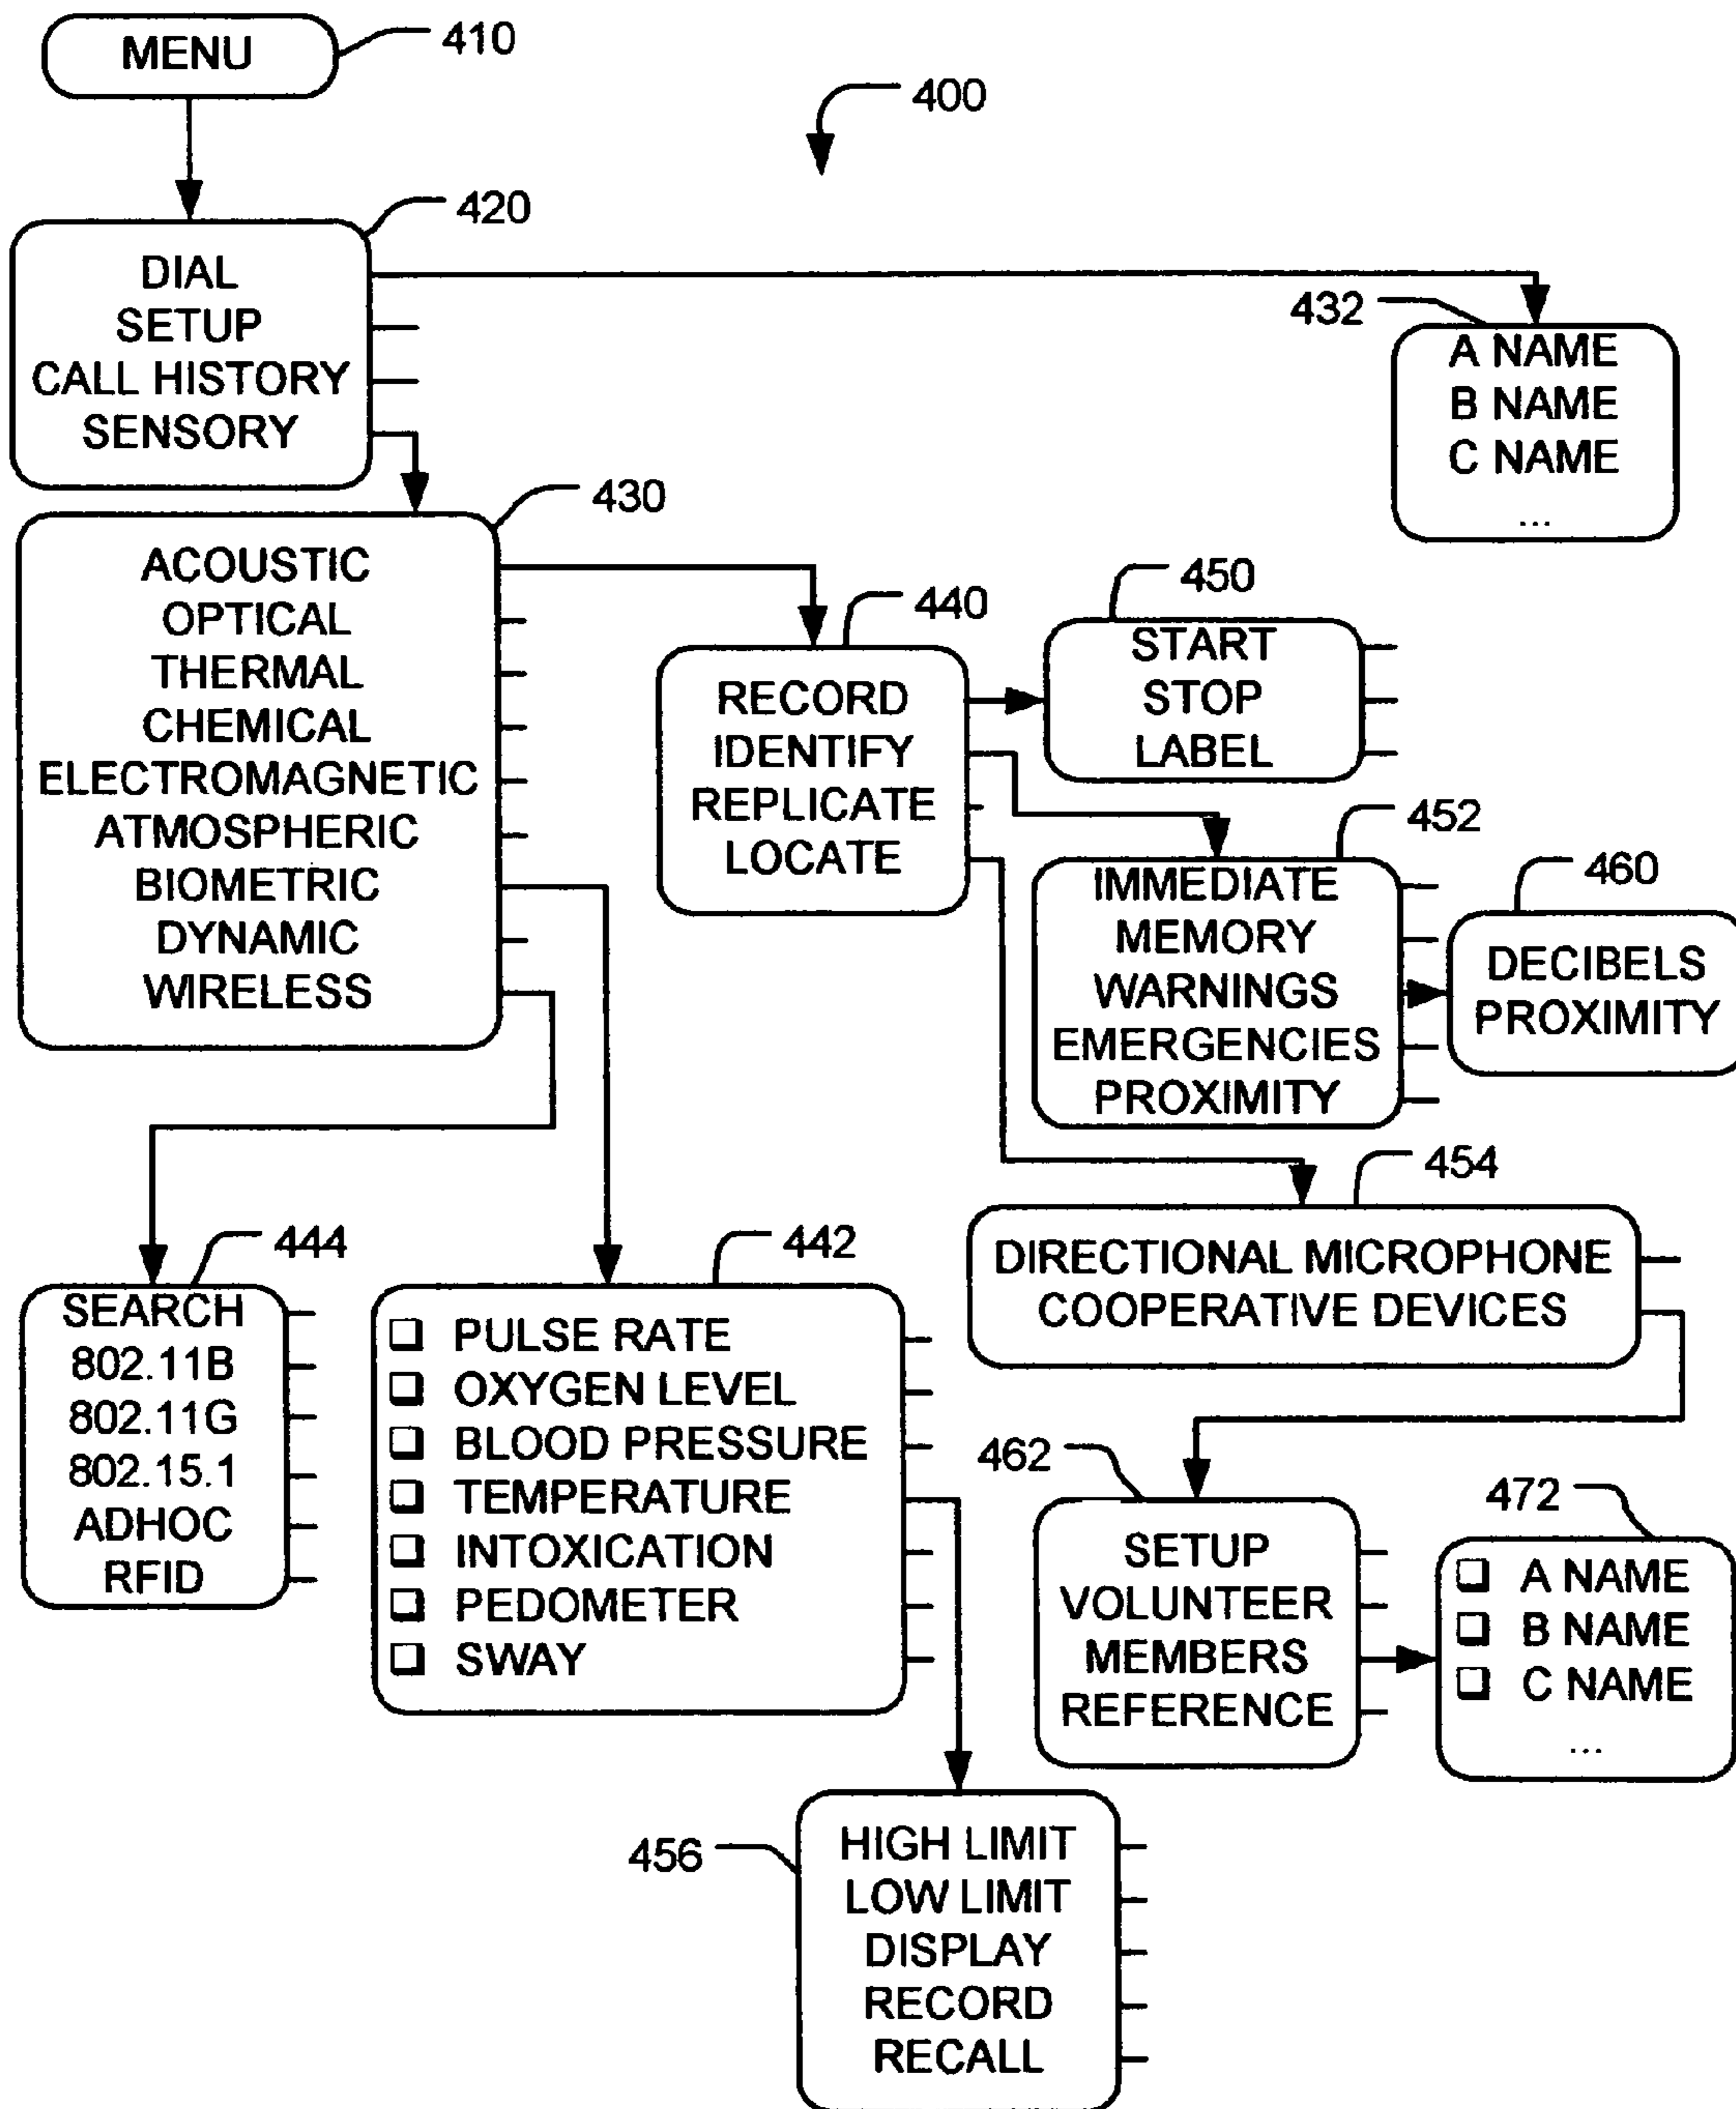 MENU
410
400
420
DIAL
SETUP
CALL HISTORY
SENSORY
432
A NAME
B NAME
C NAME
...
430
ACOUSTIC
OPTICAL
THERMAL
CHEMICAL
ELECTROMAGNETIC
ATMOSPHERIC
BIOMETRIC
DYNAMIC
WIRELESS
440
RECORD
IDENTIFY
REPLICATE
LOCATE
450
START
STOP
LABEL
452
IMMEDIATE
MEMORY
WARNINGS
EMERGENCIES
PROXIMITY
460
DECIBELS
PROXIMITY
454
DIRECTIONAL MICROPHONE
COOPERATIVE DEVICES
444
SEARCH
802.11B
802.11G
802.15.1
ADHOC
RFID
442
PULSE RATE
OXYGEN LEVEL
BLOOD PRESSURE
TEMPERATURE
INTOXICATION
PEDOMETER
SWAY
462
SETUP
VOLUNTEER
MEMBERS
REFERENCE
472
A NAME
B NAME
C NAME
...
456
HIGH LIMIT
LOW LIMIT
DISPLAY
RECORD
RECALL